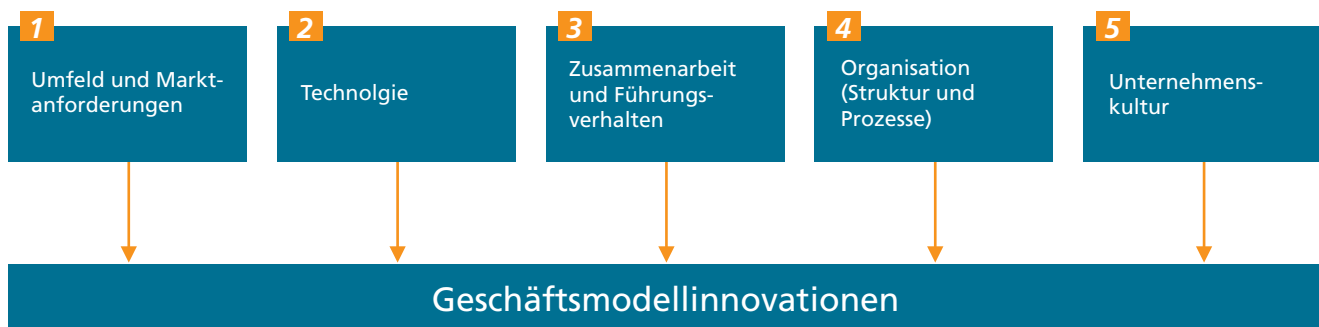 1
Umfeld und Markt-
anforderungen
2
Technolgie
3
Zusammenarbeit
und Führungs-
verhalten
4
Organisation
(Struktur und
Prozesse)
5
Unternehmens-
kultur
Geschäftsmodellinnovationen